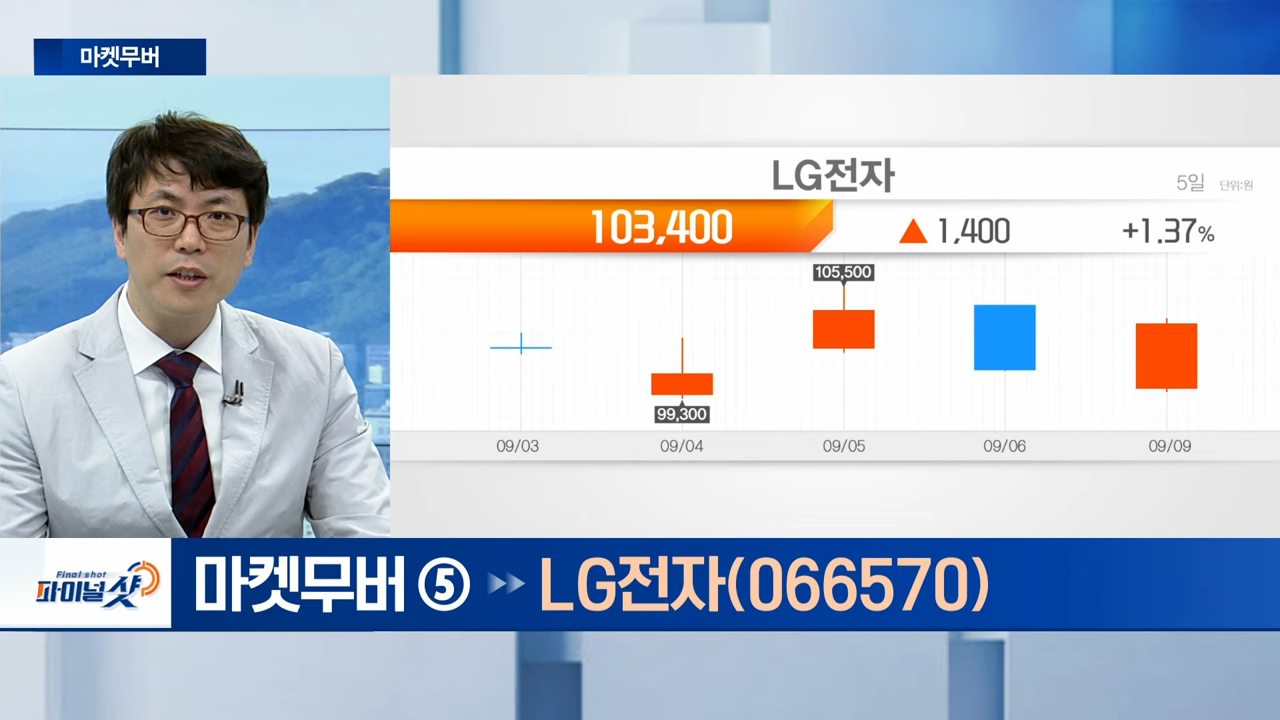 마켓무버
LG전자
5일 단위:원
103,400 ▲ 1,400 +1.37%
105,500
99,300
09/03 09/04 09/05 09/06 09/09
Final shot
파이널샷
마켓무버 ⑤ LG전자(066570)